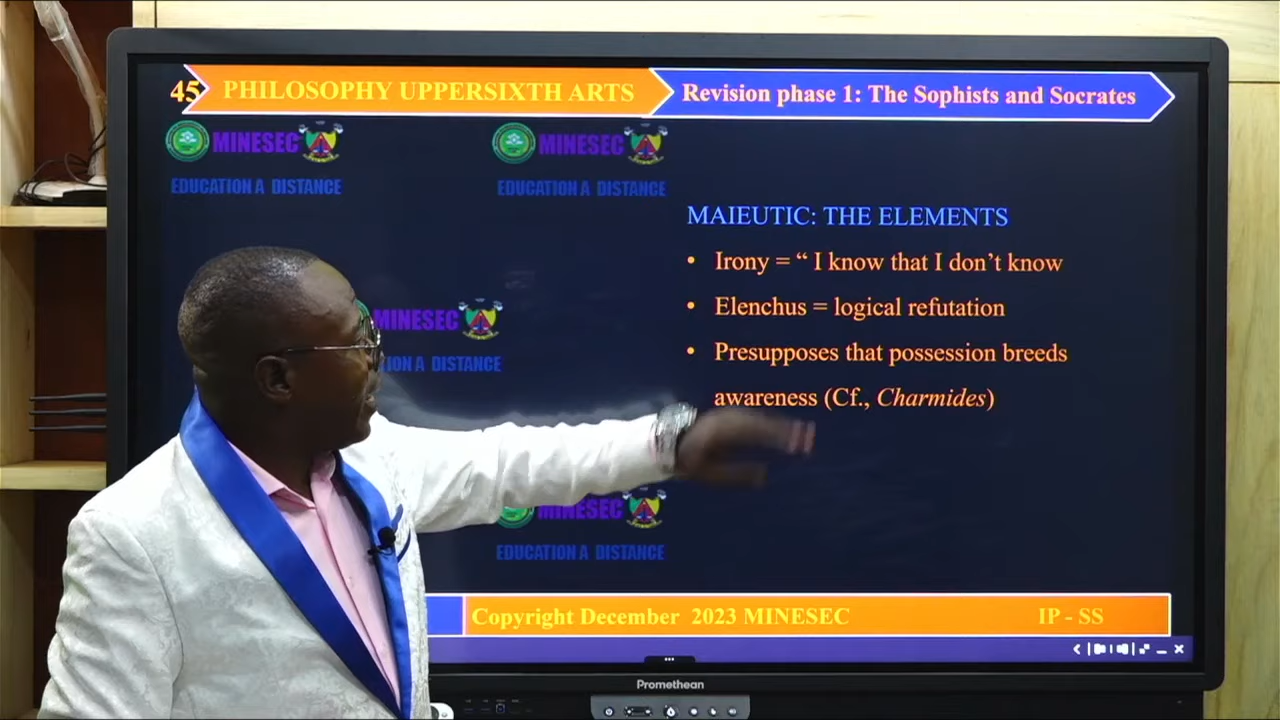 45 PHILOSOPHY UPPERSIXTH ARTS Revision phase 1: The Sophists and Socrates
MINESEC MINESEC
EDUCATION A DISTANCE EDUCATION A DISTANCE
MAIEUTIC: THE ELEMENTS
• Irony = “ I know that I don’t know
• Elenchus = logical refutation
MINESEC
• Presupposes that possession breeds
ION A DISTANCE
awareness (Cf., Charmides)
MINESEC
EDUCATION A DISTANCE
Copyright December 2023 MINESEC IP - SS
Promethean